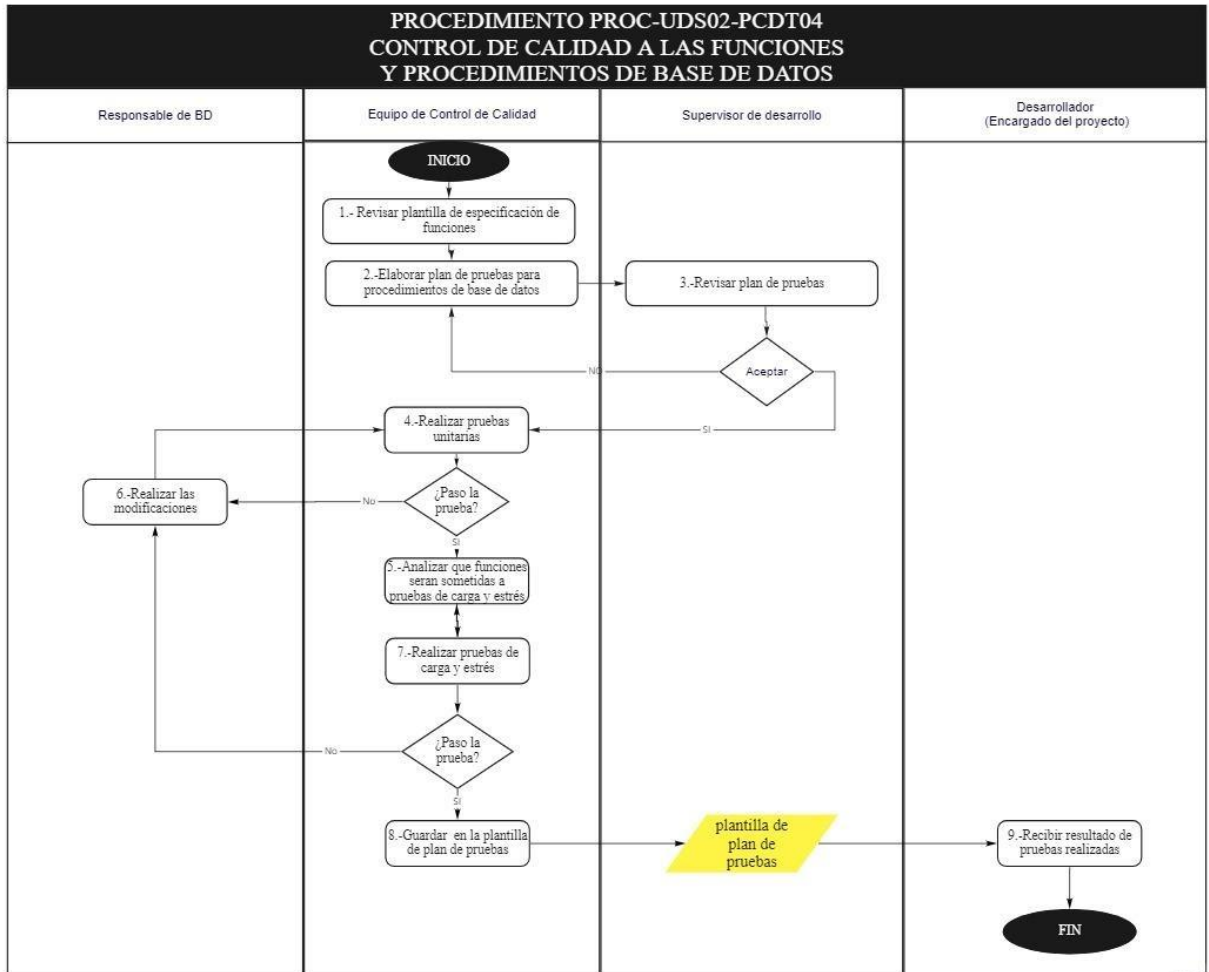 PROCEDIMIENTO PROC-UDS02-PCDT04
CONTROL DE CALIDAD A LAS FUNCIONES
Y PROCEDIMIENTOS DE BASE DE DATOS
Responsable de BD
Equipo de Control de Calidad
Supervisor de desarrollo
Desarrollador
(Encargado del proyecto)
INICIO
1.- Revisar plantilla de especificación de
funciones
2.-Elaborar plan de pruebas para
procedimientos de base de datos
3.-Revisar plan de pruebas
Aceptar
NO
SI
4.-Realizar pruebas
unitarias
¿Paso la
prueba?
No
6.-Realizar las
modificaciones
SI
5.-Analizar que funciones
seran sometidas a
pruebas de carga y estrés
7.-Realizar pruebas de
carga y estrés
¿Paso la
prueba?
No
SI
8.-Guardar en la plantilla
de plan de pruebas
plantilla de
plan de
pruebas
9.-Recibir resultado de
pruebas realizadas
FIN